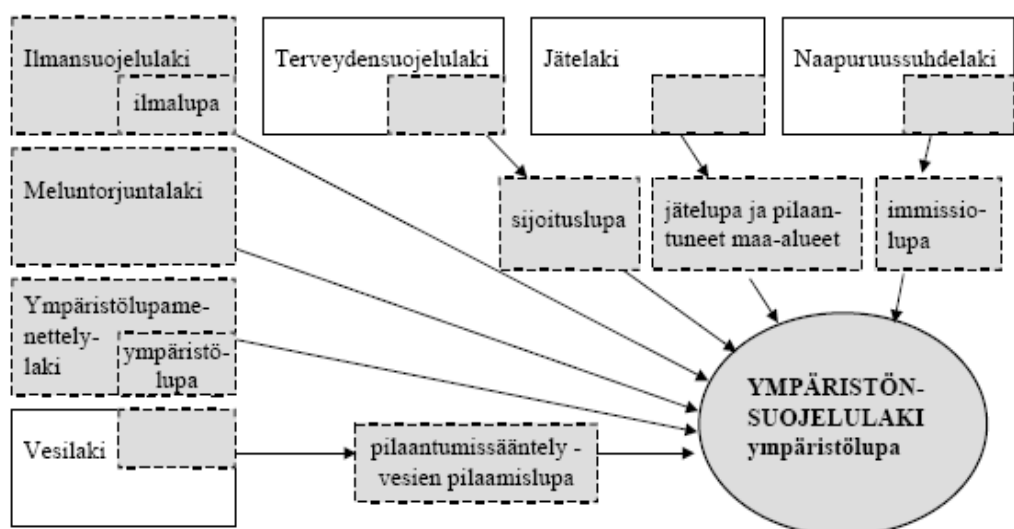 Ilmansuojelulaki
ilmalupa
Terveydensuojelulaki
Jätelaki
Naapuruussuhdelaki
Meluntorjuntalaki
sijoituslupa
jätelupa ja pilaan-
tuneet maa-alueet
immissio-
lupa
Ympäristölupame-
nettely-
laki
ympäristö-
lupa
YMPÄRISTÖN-
SUOJELULAKI
ympäristölupa
Vesilaki
pilaantumissääntely -
vesien pilaamislupa